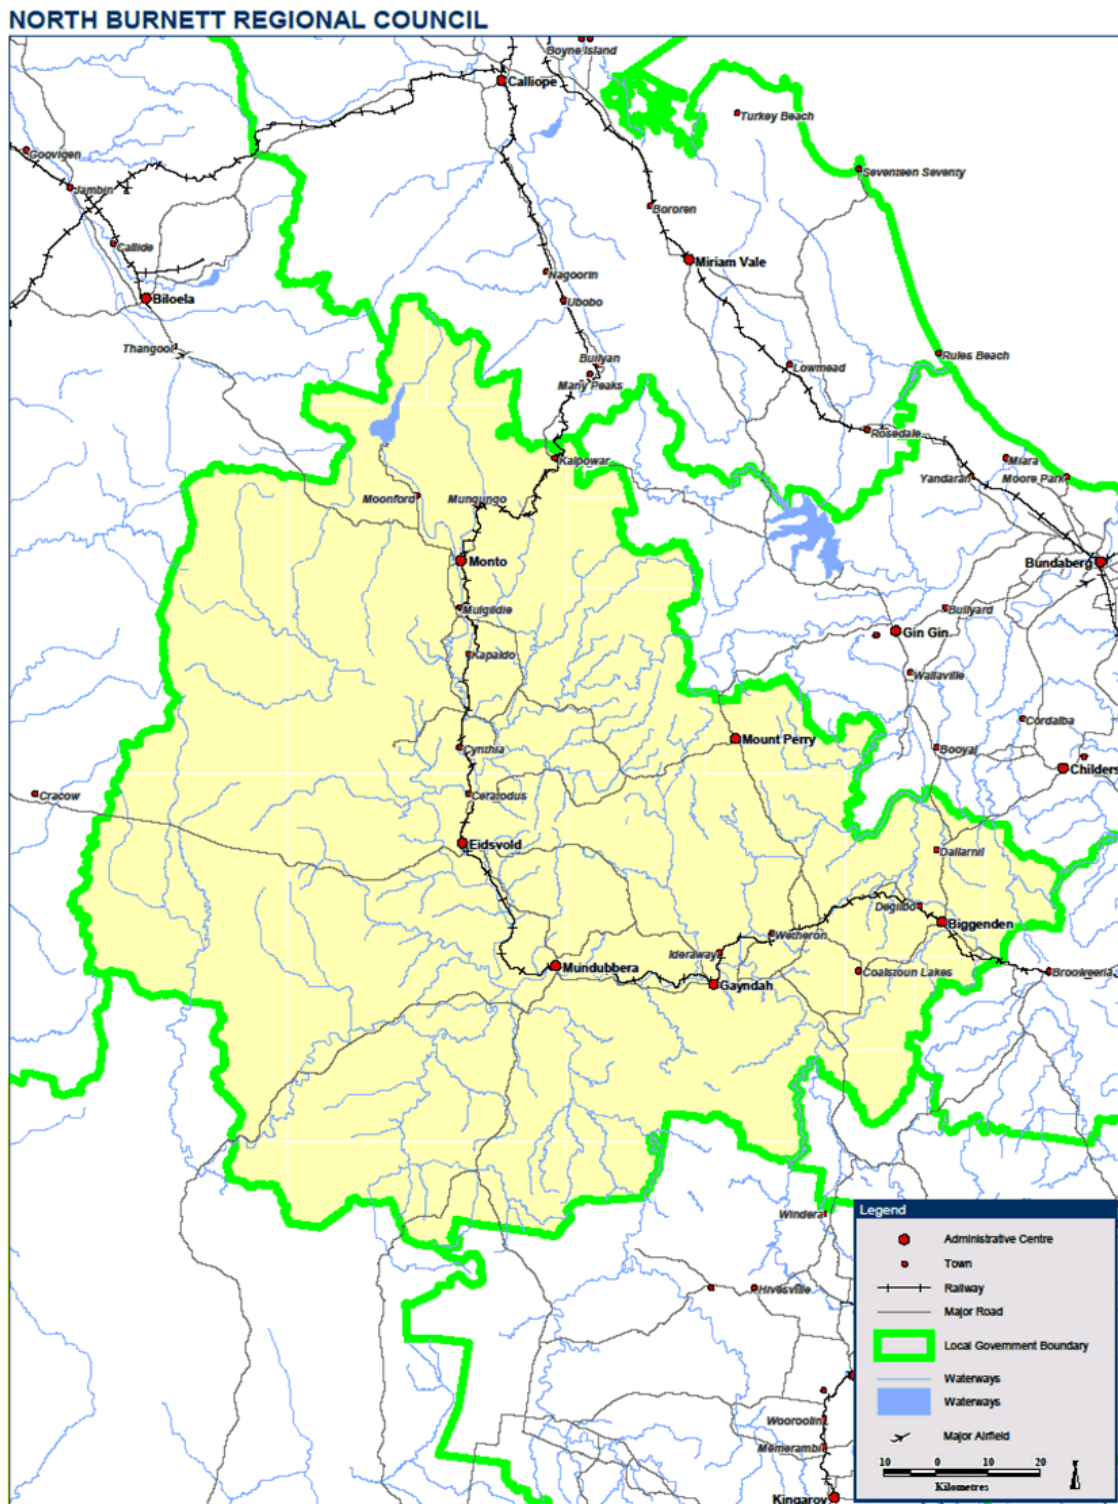 NORTH BURNETT REGIONAL COUNCIL
Boyne Island
Calliope
Turkey Beach
Goovigen
Seventeen Seventy
Jambin
Bororen
Callide
Miriam Vale
Nagoorin
Biloela
Ubobo
Thangool
Builyan
Rules Beach
Lowmead
Many Peaks
Rosedale
Kalpowar
Miara
Yandaran
Moore Park
Moonford
Mungungo
Monto
Bundaberg
Mulgildie
Bullyard
Gin Gin
Kapaldo
Wallaville
Cordalba
Mount Perry
Cynthia
Booyal
Childers
Cracow
Ceratodus
Eidsvold
Dallarnil
Degilbo
Biggenden
Wetheron
Ideraway
Mundubbera
Coalstoun Lakes
Brooweena
Gayndah
Windera
Hivesville
Wooroolin
Memerambi
Kingaroy
Legend
Administrative Centre
Town
Railway
Major Road
Local Government Boundary
Waterways
Waterways
Major Airfield
10 0 10 20
Kilometres